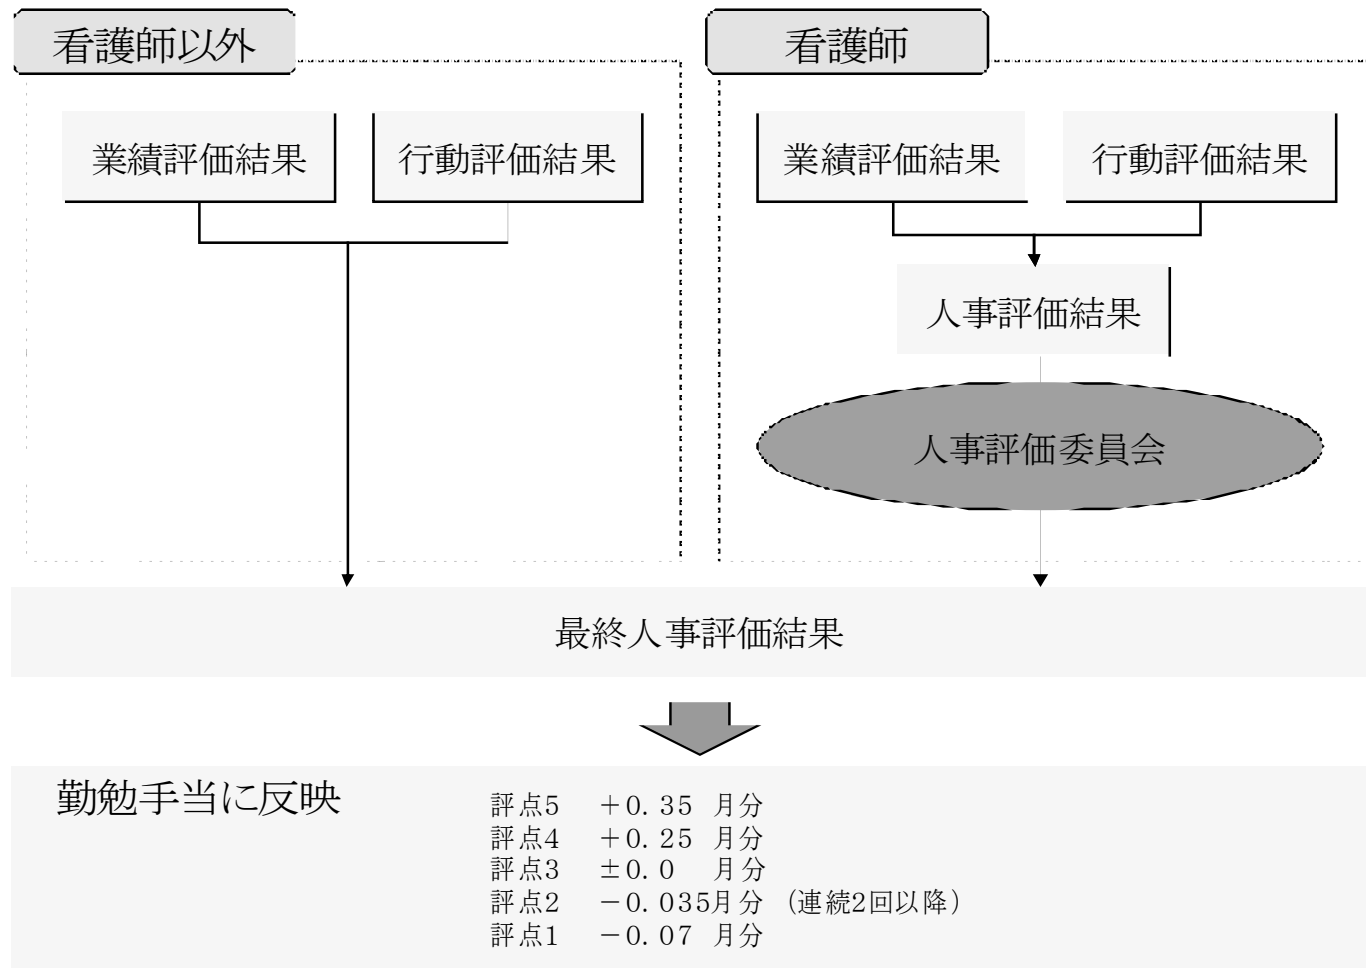 看護師以外
看護師
業績評価結果
行動評価結果
業績評価結果
行動評価結果
人事評価結果
人事評価委員会
最終人事評価結果
勤勉手当に反映
評点5 +0.35 月分
評点4 +0.25 月分
評点3 ±0.0 月分
評点2 -0.035月分 (連続2回以降)
評点1 -0.07 月分